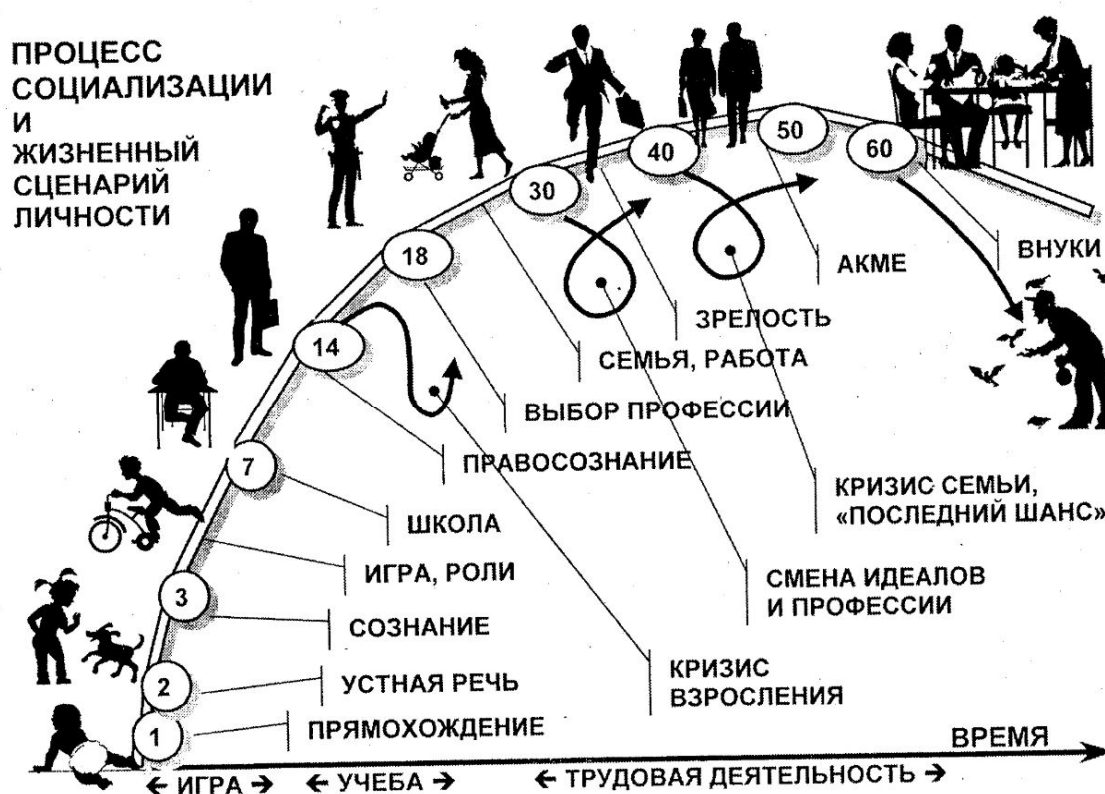 ПРОЦЕСС
СОЦИАЛИЗАЦИИ
И
ЖИЗНЕННЫЙ
СЦЕНАРИЙ
ЛИЧНОСТИ
50
40
60
30
ВНУКИ
АКМЕ
18
ЗРЕЛОСТЬ
14
СЕМЬЯ, РАБОТА
ВЫБОР ПРОФЕССИИ
7
ПРАВОСОЗНАНИЕ
КРИЗИС СЕМЬИ,
«ПОСЛЕДНИЙ ШАНС»
ШКОЛА
ИГРА, РОЛИ
СМЕНА ИДЕАЛОВ
И ПРОФЕССИИ
3
СОЗНАНИЕ
КРИЗИС
ВЗРОСЛЕНИЯ
2
УСТНАЯ РЕЧЬ
1
ПРЯМОХОЖДЕНИЕ
ВРЕМЯ
← ИГРА → ← УЧЕБА → ← ТРУДОВАЯ ДЕЯТЕЛЬНОСТЬ →